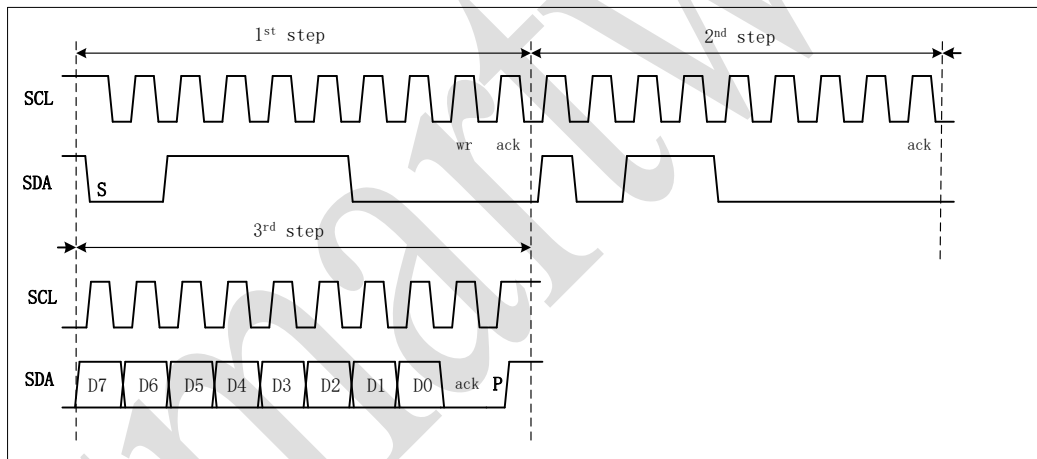 1st step
2nd step
SCL
wr ack
ack
SDA
S
3rd step
SCL
SDA
D7 D6 D5 D4 D3 D2 D1 D0 ack P